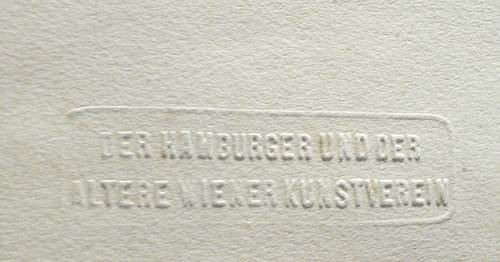 DER HAMBURGER UND DER
ALTERE WIENER KUNSTVEREIN